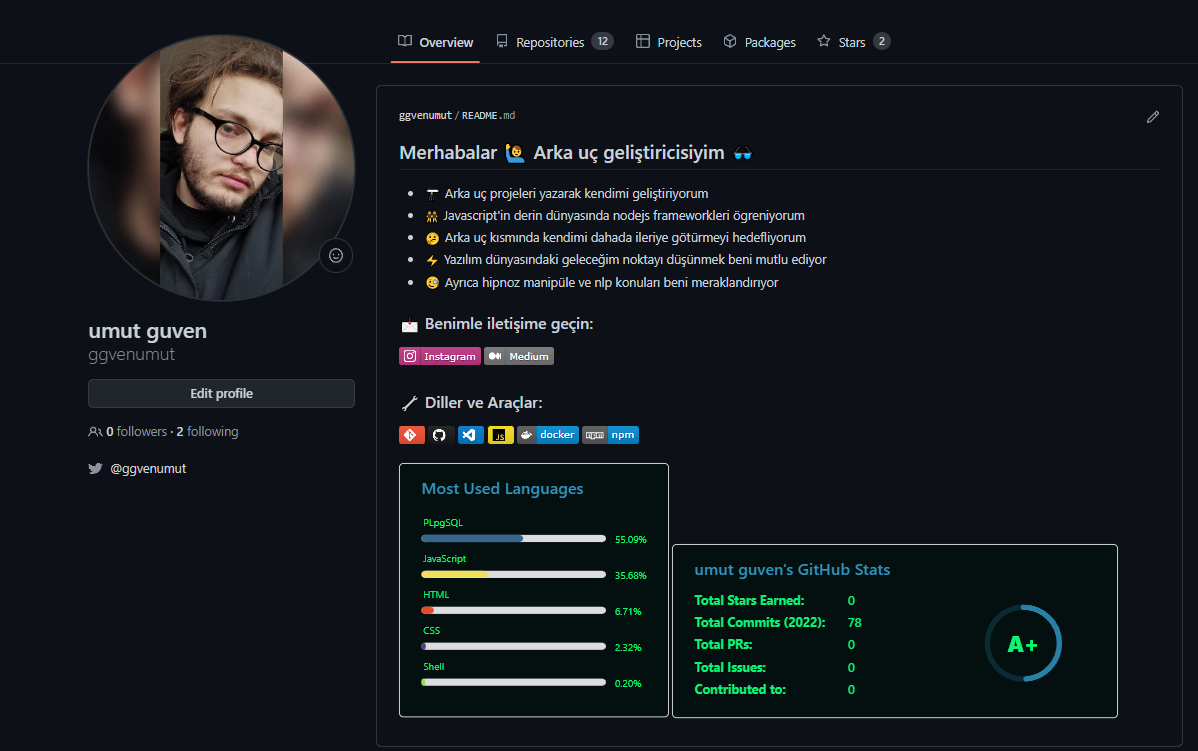 Overview
Repositories 12
Projects
Packages
Stars 2
umut guven
ggvenumut
Edit profile
0 followers · 2 following
@ggvenumut
ggvenumut/README.md
Merhabalar 🙋‍♂️ Arka uç geliştiricisiyim 🕶️
Arka uç projeleri yazarak kendimi geliştiriyorum
Javascript'in derin dünyasında nodejs frameworkleri ögreniyorum
Arka uç kısmında kendimi dahada ileriye götürmeyi hedefliyorum
Yazılım dünyasındaki geleceğim noktayı düşünmek beni mutlu ediyor
Ayrıca hipnoz manipüle ve nlp konuları beni meraklandırıyor
Benimle iletişime geçin:
Instagram Medium
Diller ve Araçlar:
JS docker npm npm
Most Used Languages
PLpgSQL
55.09%
JavaScript
35.68%
HTML
6.71%
CSS
2.32%
Shell
0.20%
umut guven's GitHub Stats
Total Stars Earned: 0
Total Commits (2022): 78
Total PRs: 0
Total Issues: 0
Contributed to: 0
A+